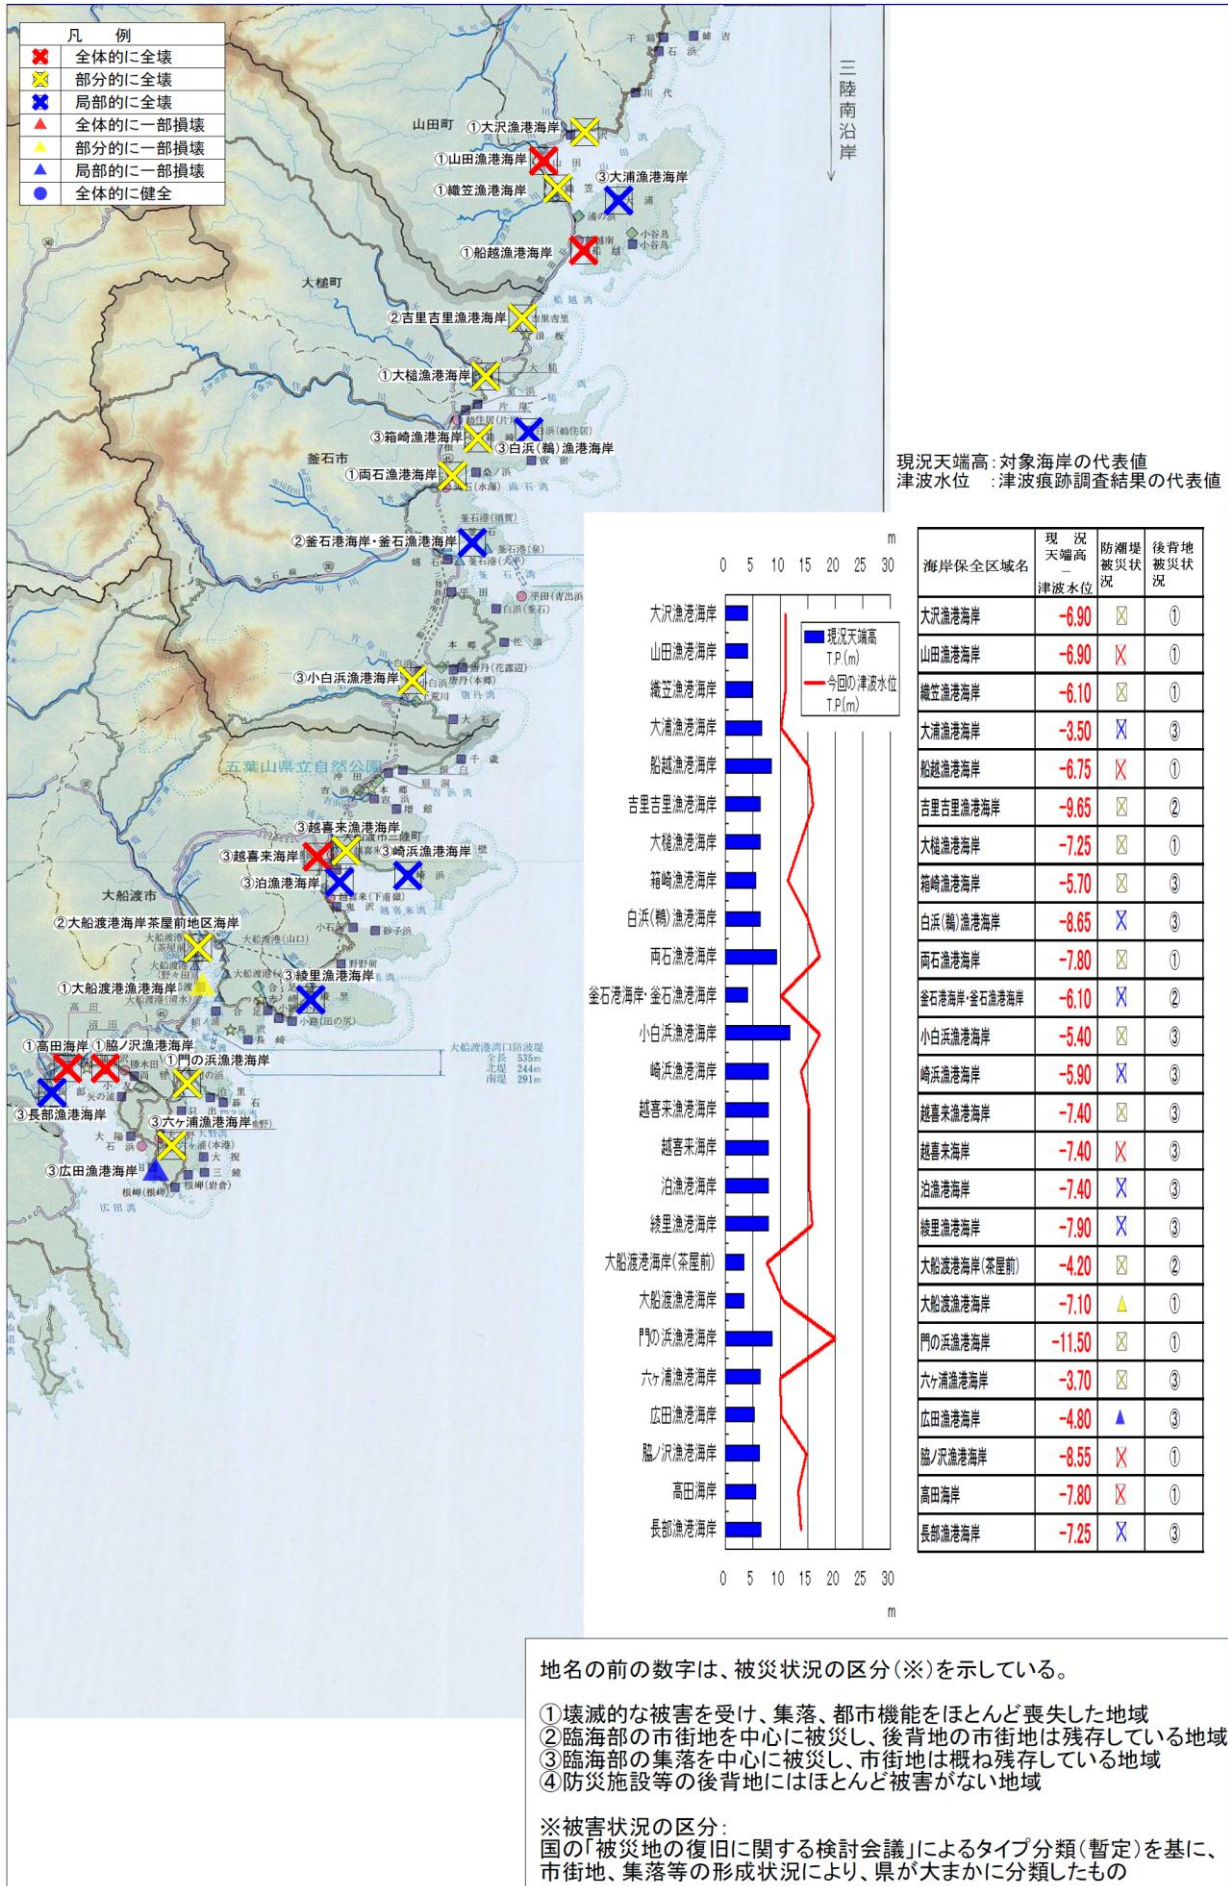 凡 例
全体的に全壊
部分的に全壊
局部的に全壊
全体的に一部損壊
部分的に一部損壊
局部的に一部損壊
全体的に健全
三陸南沿岸
山田町
①大沢漁港海岸
①山田漁港海岸
①織笠漁港海岸
③大浦漁港海岸
①船越漁港海岸
大槌町
②吉里吉里漁港海岸
①大槌漁港海岸
③箱崎漁港海岸
③白浜(鵜)漁港海岸
釜石市
①両石漁港海岸
②釜石港海岸・釜石漁港海岸
③小白浜漁港海岸
五葉山県立自然公園
③越喜来漁港海岸
③越喜来海岸
③崎浜漁港海岸
③泊漁港海岸
大船渡市
②大船渡港海岸茶屋前地区海岸
①大船渡漁港海岸
③綾里漁港海岸
①高田海岸
①脇ノ沢漁港海岸
①門の浜漁港海岸
③長部漁港海岸
③六ヶ浦漁港海岸
③広田漁港海岸
大船渡港湾口防波堤
全長 535m
北堤 244m
南堤 291m
現況天端高:対象海岸の代表値
津波水位 :津波痕跡調査結果の代表値
m
0 5 10 15 20 25 30
現況天端高
T.P.(m)
今回の津波水位
T.P.(m)
大沢漁港海岸
山田漁港海岸
織笠漁港海岸
大浦漁港海岸
船越漁港海岸
吉里吉里漁港海岸
大槌漁港海岸
箱崎漁港海岸
白浜(鵜)漁港海岸
両石漁港海岸
釜石港海岸・釜石漁港海岸
小白浜漁港海岸
崎浜漁港海岸
越喜来漁港海岸
越喜来海岸
泊漁港海岸
綾里漁港海岸
大船渡港海岸(茶屋前)
大船渡漁港海岸
門の浜漁港海岸
六ヶ浦漁港海岸
広田漁港海岸
脇ノ沢漁港海岸
高田海岸
長部漁港海岸
0 5 10 15 20 25 30
m
海岸保全区域名 現況天端高－津波水位 防潮堤被災状況 後背地被災状況
大沢漁港海岸 -6.90 ①
山田漁港海岸 -6.90 ①
織笠漁港海岸 -6.10 ①
大浦漁港海岸 -3.50 ③
船越漁港海岸 -6.75 ①
吉里吉里漁港海岸 -9.65 ②
大槌漁港海岸 -7.25 ①
箱崎漁港海岸 -5.70 ③
白浜(鵜)漁港海岸 -8.65 ③
両石漁港海岸 -7.80 ①
釜石港海岸・釜石漁港海岸 -6.10 ②
小白浜漁港海岸 -5.40 ③
崎浜漁港海岸 -5.90 ③
越喜来漁港海岸 -7.40 ③
越喜来海岸 -7.40 ③
泊漁港海岸 -7.40 ③
綾里漁港海岸 -7.90 ③
大船渡港海岸(茶屋前) -4.20 ②
大船渡漁港海岸 -7.10 ①
門の浜漁港海岸 -11.50 ①
六ヶ浦漁港海岸 -3.70 ③
広田漁港海岸 -4.80 ③
脇ノ沢漁港海岸 -8.55 ①
高田海岸 -7.80 ①
長部漁港海岸 -7.25 ③
地名の前の数字は、被災状況の区分(※)を示している。
①壊滅的な被害を受け、集落、都市機能をほとんど喪失した地域
②臨海部の市街地を中心に被災し、後背地の市街地は残存している地域
③臨海部の集落を中心に被災し、市街地は概ね残存している地域
④防災施設等の後背地にはほとんど被害がない地域
※被害状況の区分:
国の「被災地の復旧に関する検討会議」によるタイプ分類(暫定)を基に、
市街地、集落等の形成状況により、県が大まかに分類したもの